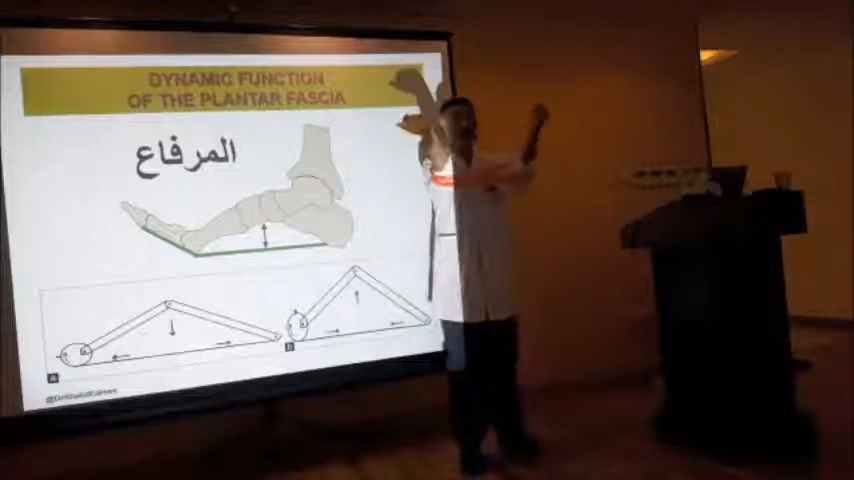 DYNAMIC FUNCTION
OF THE PLANTAR FASCIA
المرفاع
a
b